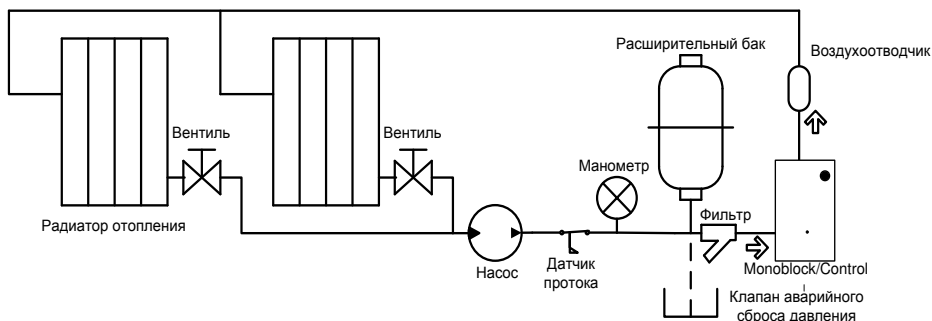 Расширительный бак
Воздухоотводчик
Вентиль
Вентиль
Манометр
Радиатор отопления
Фильтр
Насос
Датчик
протока
Monoblock/Control
Клапан аварийного
сброса давления